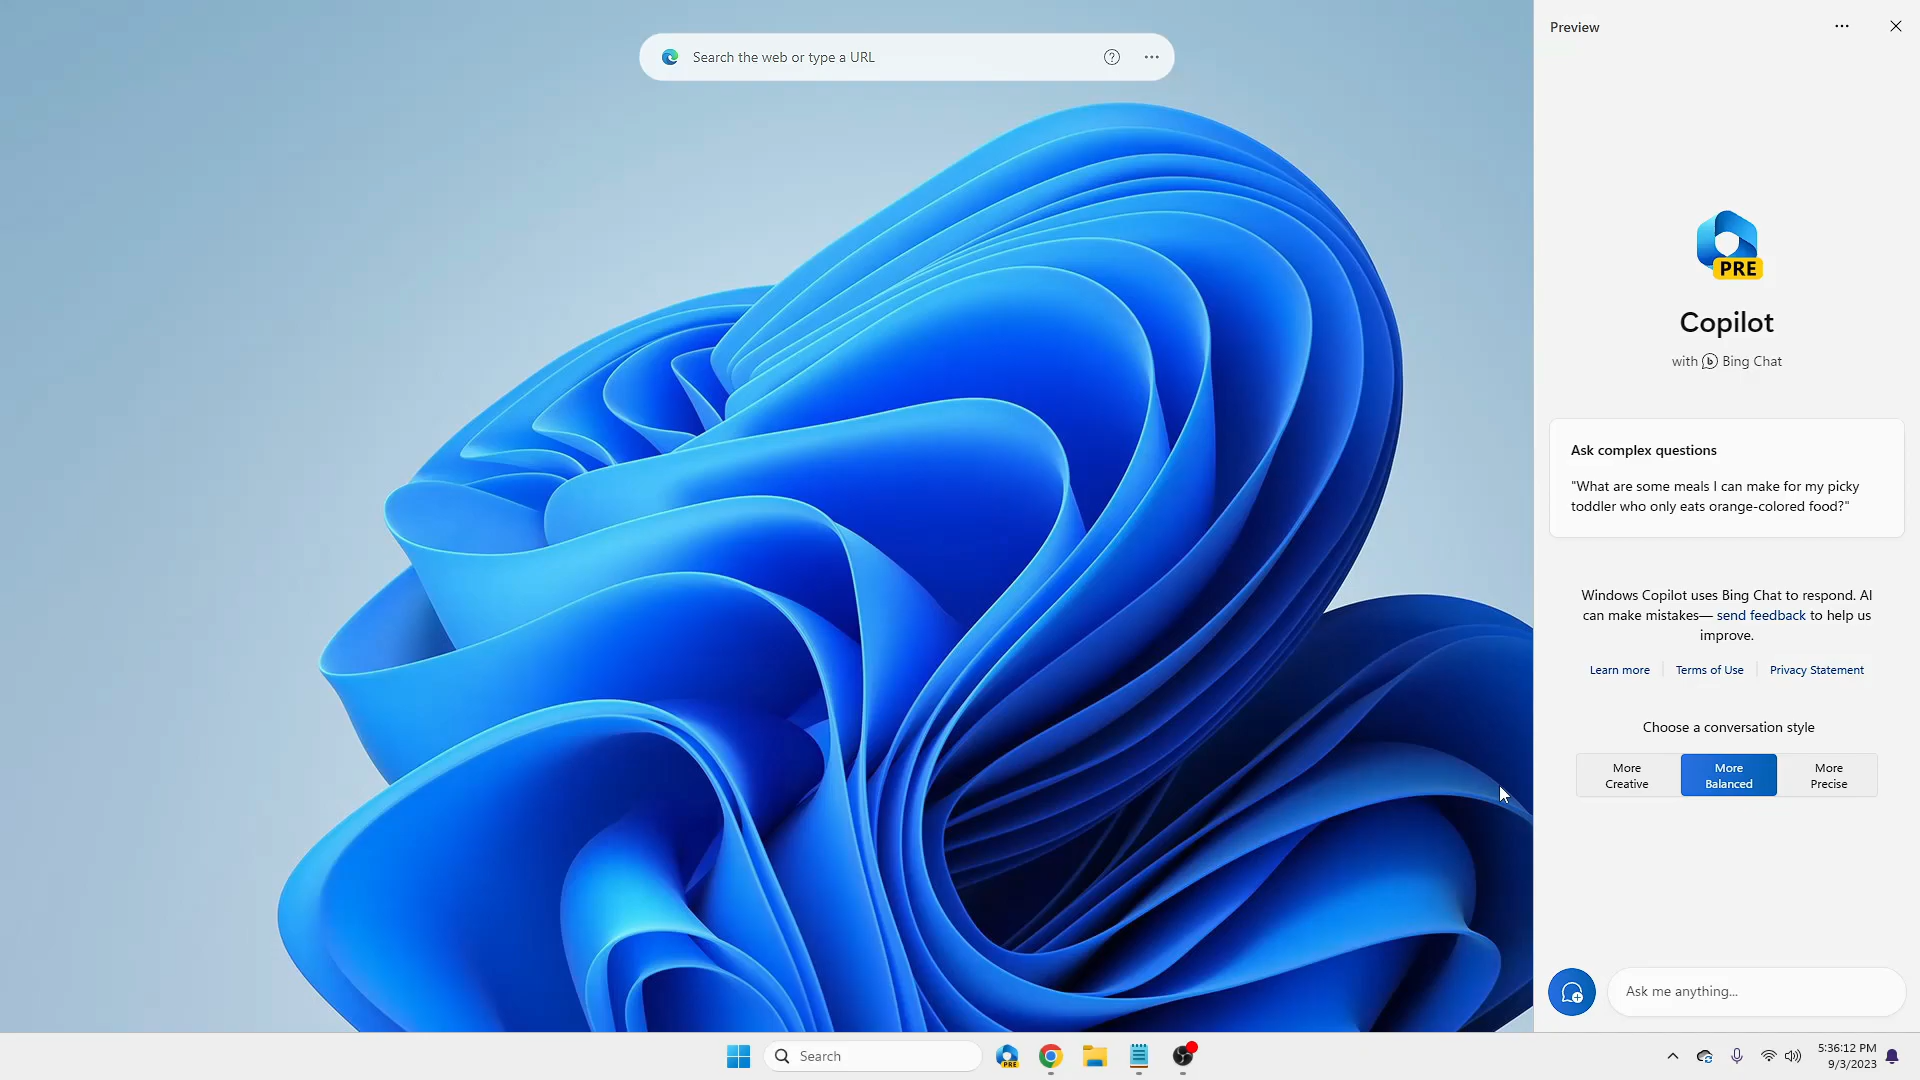 Search the web or type a URL
Preview
PRE
Copilot
with b Bing Chat
Ask complex questions
"What are some meals I can make for my picky
toddler who only eats orange-colored food?"
Windows Copilot uses Bing Chat to respond. AI
can make mistakes— send feedback to help us
improve.
Learn more
Terms of Use
Privacy Statement
Choose a conversation style
More
Creative
More
Balanced
More
Precise
Ask me anything...
Search
PRE
5:36:12 PM
9/3/2023